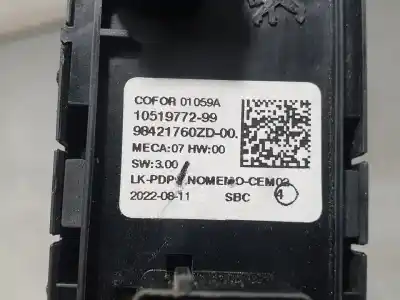 COFOR 01059A
10519772-99
98421760ZD-00.
MECA:07 HW:00
SW:3.00
LK-PDPV.NOMEMO-CEM02
2022-08-11 SBC 4